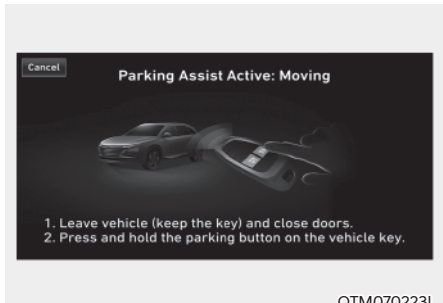 Cancel
Parking Assist Active: Moving
1. Leave vehicle (keep the key) and close doors.
2. Press and hold the parking button on the vehicle key.